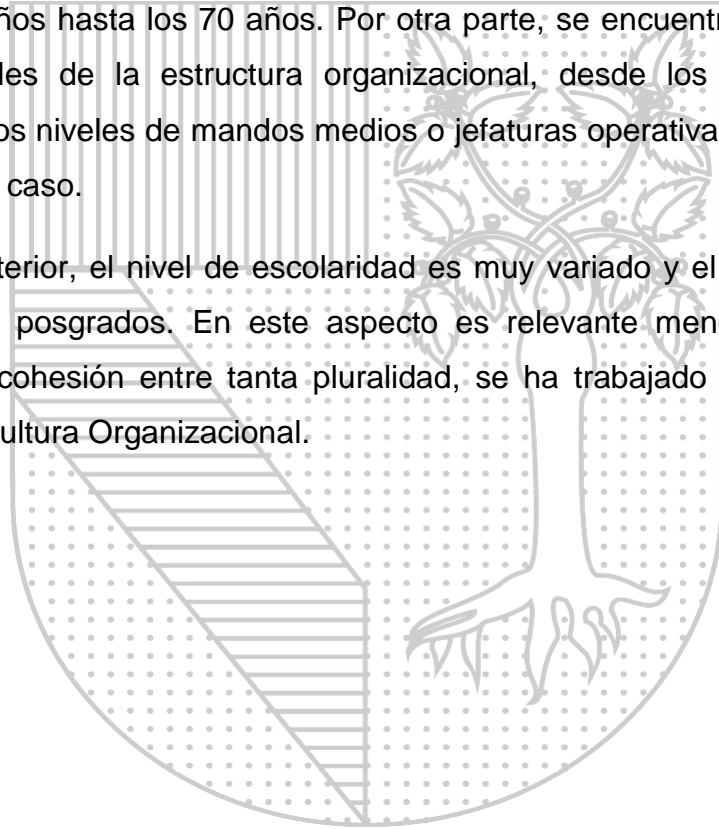 ños hasta los 70 años. Por otra parte, se encuentr
les de la estructura organizacional, desde los
os niveles de mandos medios o jefaturas operativa
caso.
terior, el nivel de escolaridad es muy variado y el
posgrados. En este aspecto es relevante men
cohesión entre tanta pluralidad, se ha trabajado
ultura Organizacional.